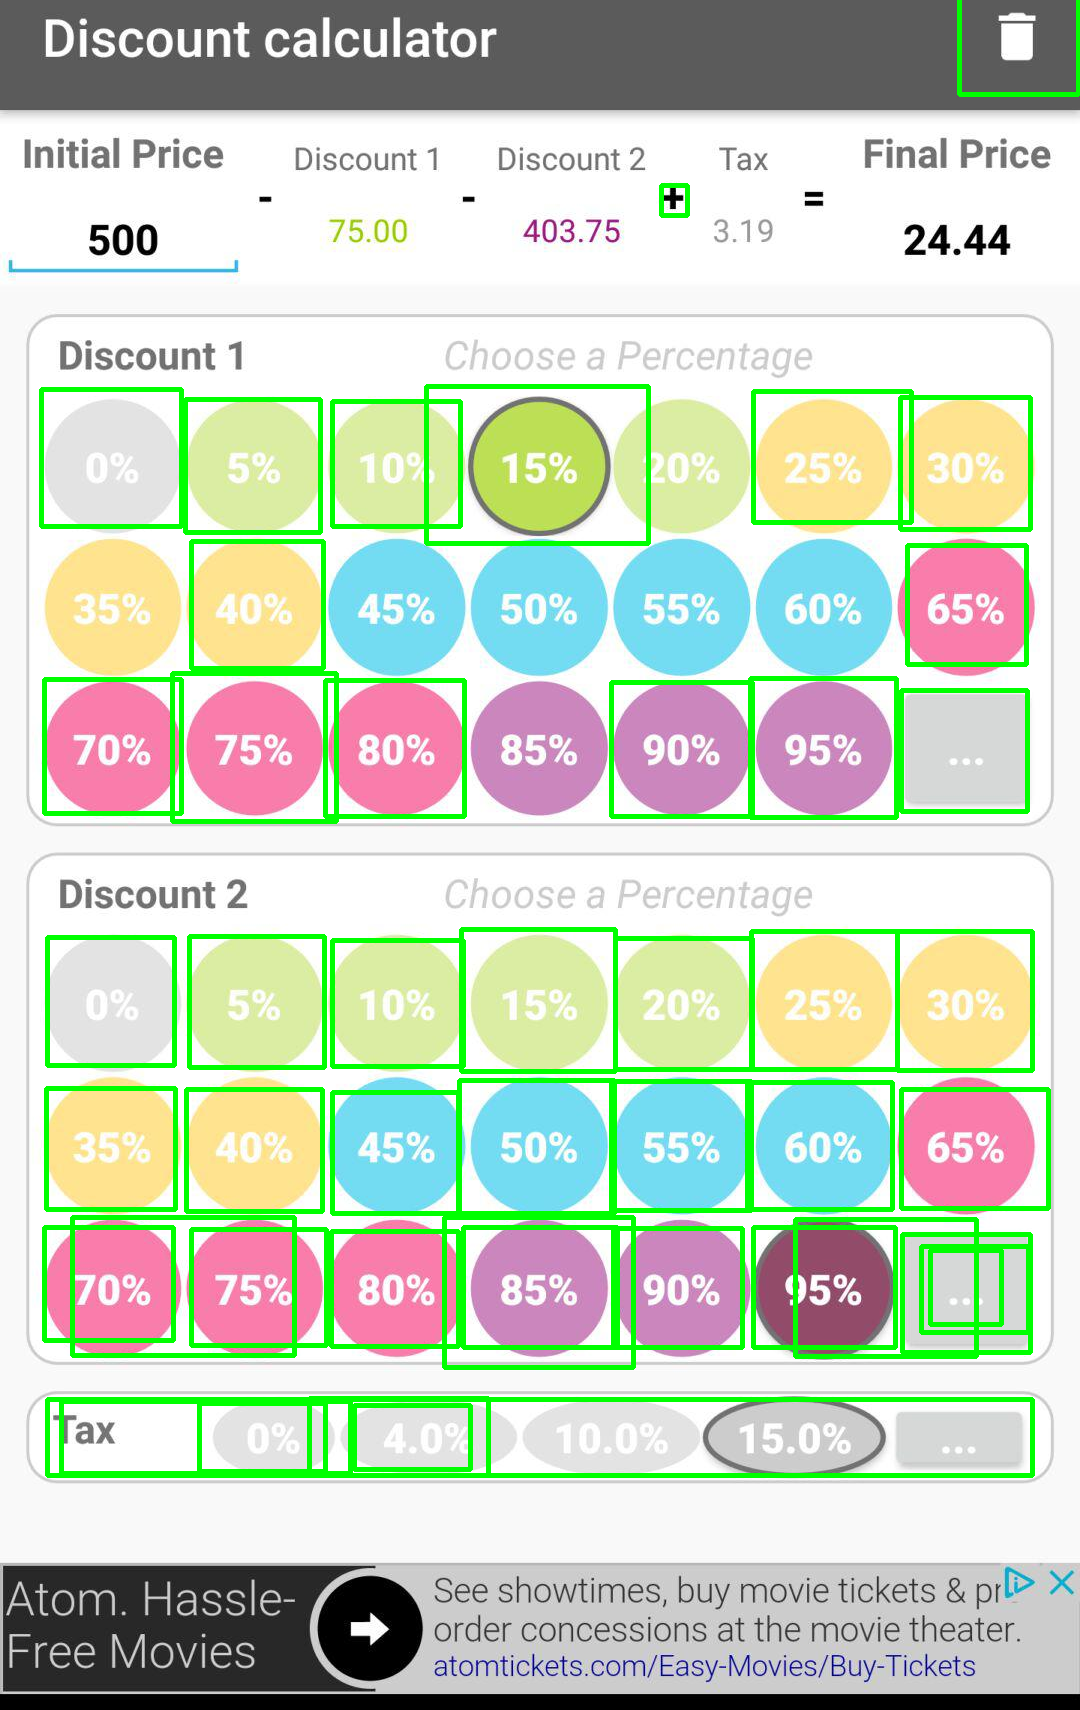 Discount calculator
Initial Price Discount 1 Discount 2 Tax Final Price
- - + =
500 75.00 403.75 3.19 24.44
Discount 1 Choose a Percentage
0% 5% 10% 15% 20% 25% 30%
35% 40% 45% 50% 55% 60% 65%
70% 75% 80% 85% 90% 95% ...
Discount 2 Choose a Percentage
0% 5% 10% 15% 20% 25% 30%
35% 40% 45% 50% 55% 60% 65%
70% 75% 80% 85% 90% 95% ...
Tax 0% 4.0% 10.0% 15.0% ...
Atom. Hassle-
Free Movies
See showtimes, buy movie tickets &
order concessions at the movie theater.
atomtickets.com/Easy-Movies/Buy-Tickets